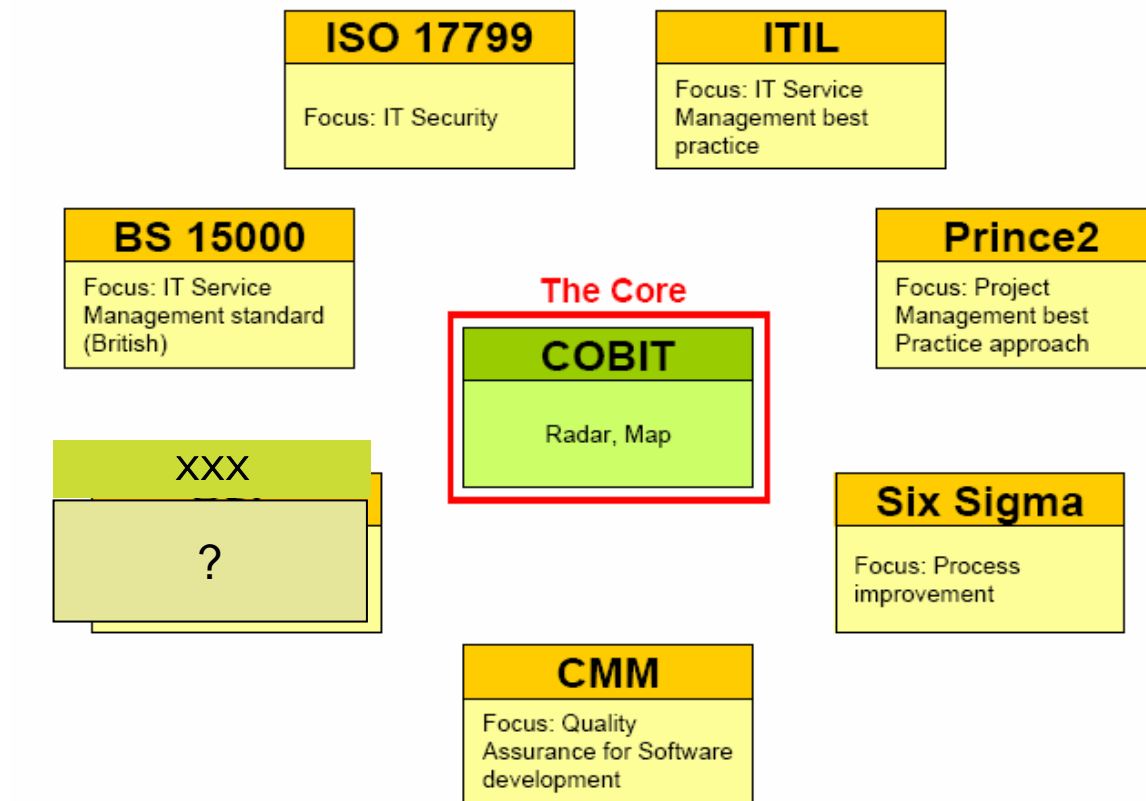 ISO 17799
Focus: IT Security
ITIL
Focus: IT Service
Management best
practice
BS 15000
Focus: IT Service
Management standard
(British)
Prince2
Focus: Project
Management best
Practice approach
The Core
COBIT
Radar, Map
xxx
?
Six Sigma
Focus: Process
improvement
CMM
Focus: Quality
Assurance for Software
development